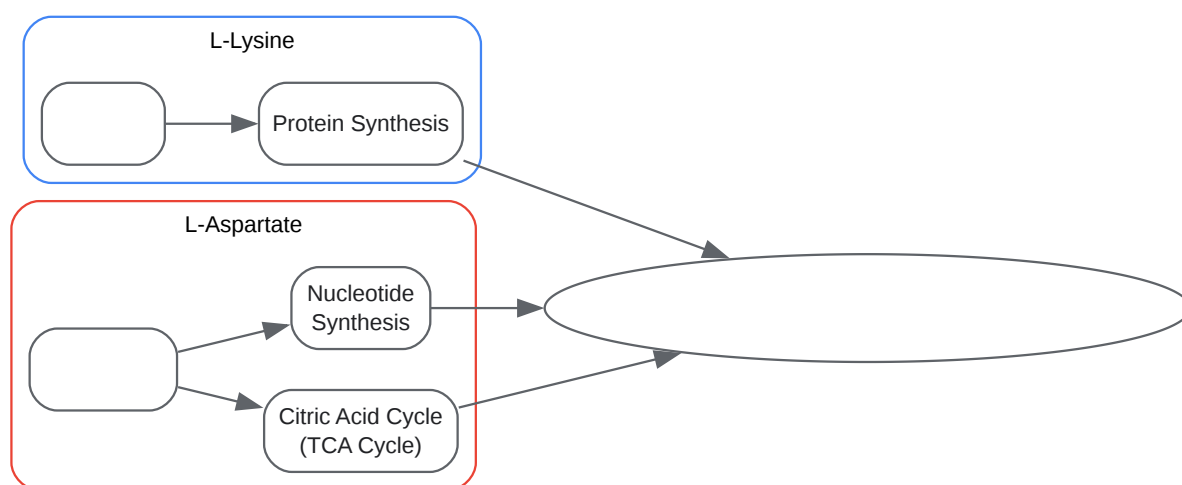 L-Lysine
Protein Synthesis
L-Aspartate
Nucleotide
Synthesis
Citric Acid Cycle
(TCA Cycle)